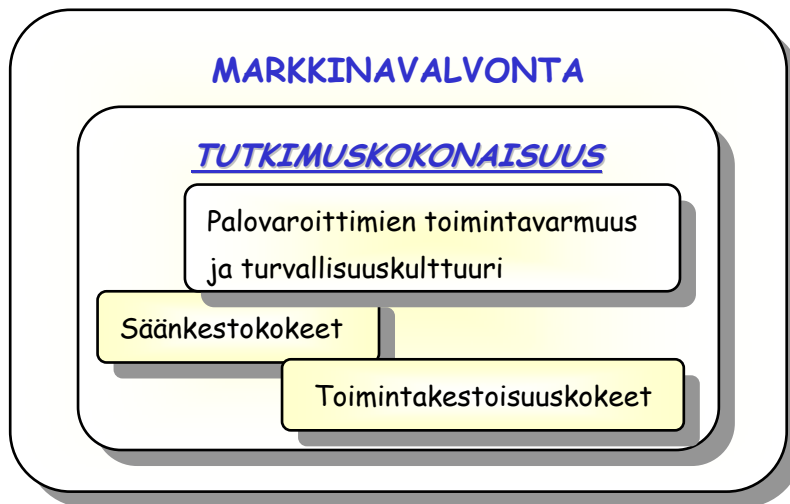 MARKKINAVALVONTA
TUTKIMUSKOKONAISUUS
Palovaroittimien toimintavarmuus
ja turvallisuuskulttuuri
Säänkestokokeet
Toimintakestoisuuskokeet